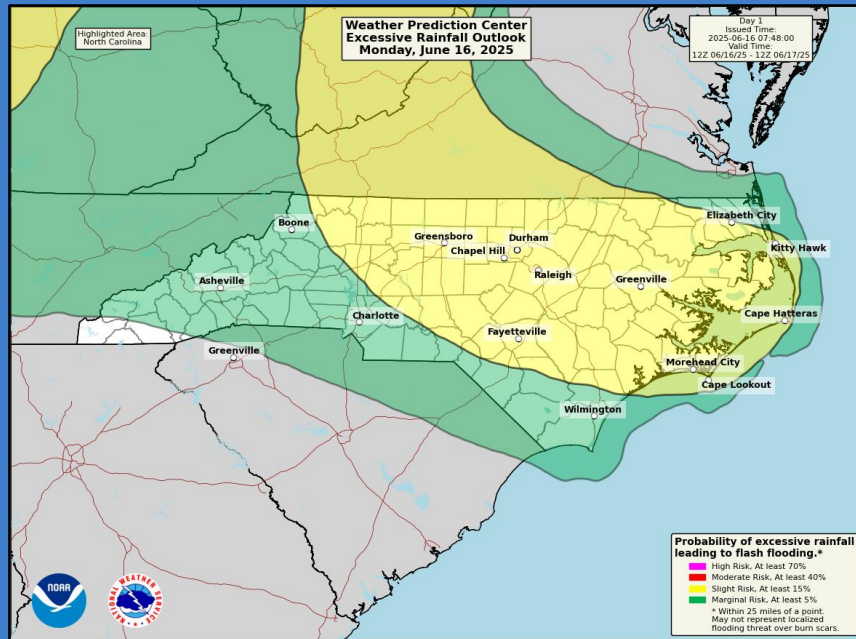 Weather Prediction Center
Excessive Rainfall Outlook
Monday, June 16, 2025
Highlighted Area:
North Carolina
Day 1
Issued Time:
2025-06-16 07:48:00
Valid Time:
12Z 06/16/25 - 12Z 06/17/25
Boone
Elizabeth City
Greensboro
Durham
Chapel Hill
Kitty Hawk
Raleigh
Asheville
Greenville
Charlotte
Cape Hatteras
Fayetteville
Greenville
Morehead City
Cape Lookout
Wilmington
Probability of excessive rainfall
leading to flash flooding.*
High Risk, At least 70%
Moderate Risk, At least 40%
Slight Risk, At least 15%
Marginal Risk, At least 5%
* Within 25 miles of a point.
May not represent localized
flooding threat over burn scars.
NOAA
NATIONAL WEATHER SERVICE